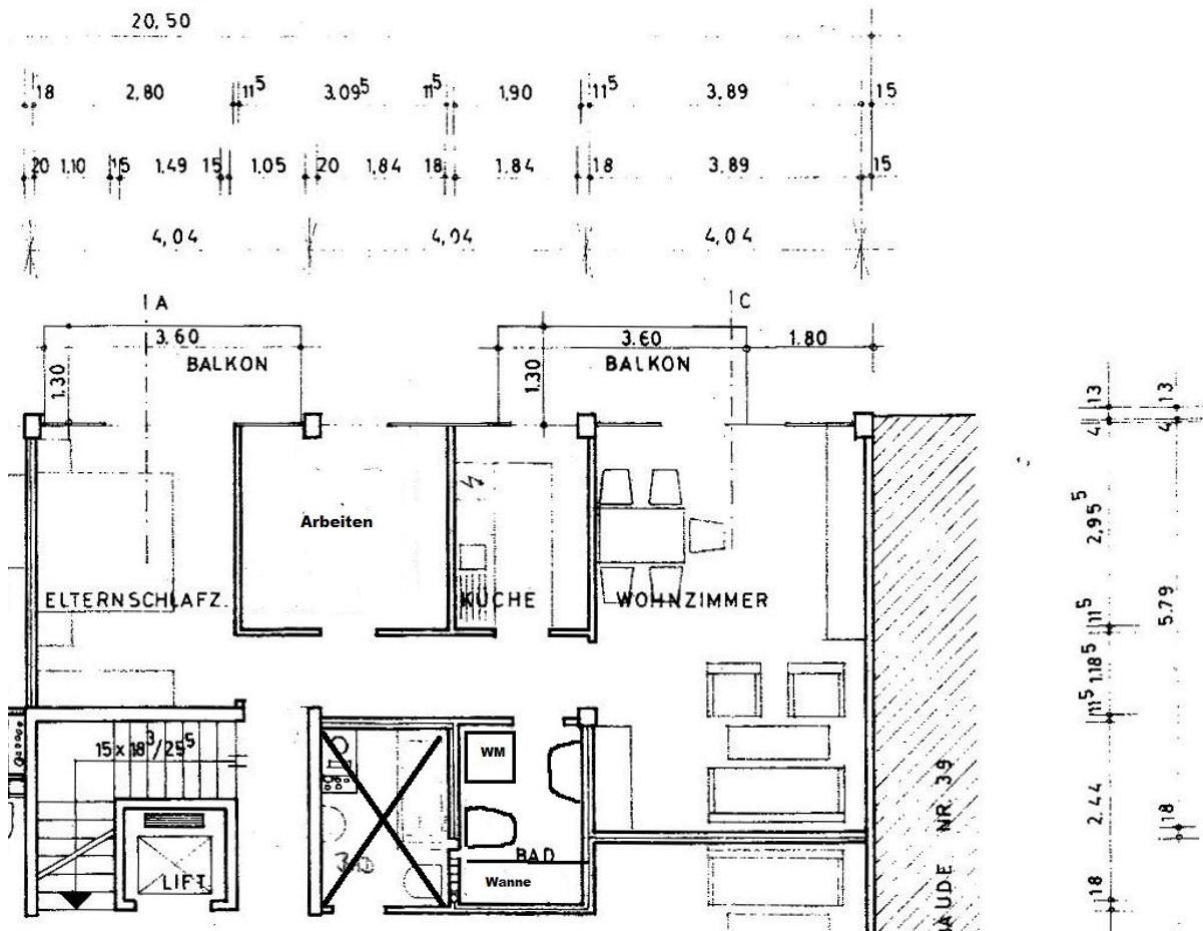 20,50
18 2,80 11⁵ 3.09⁵ 11⁵ 1,90 11⁵ 3.89 15
20 1.10 15 1.49 15 1.05 20 1,84 18 1.84 18 3.89 15
4,04 4,04 4,04
A C
3.60 3.60 1.80
BALKON BALKON
1.30 1.30
13 13
4 4
Arbeiten
2,95⁵
ELTERNSCHLAFZ. KÜCHE WOHNZIMMER
5.79
11⁵
1.18⁵
11⁵
15 x 18³/25⁵
WM
2.44
18
BAD
LIFT
Wanne
18
NR. 39